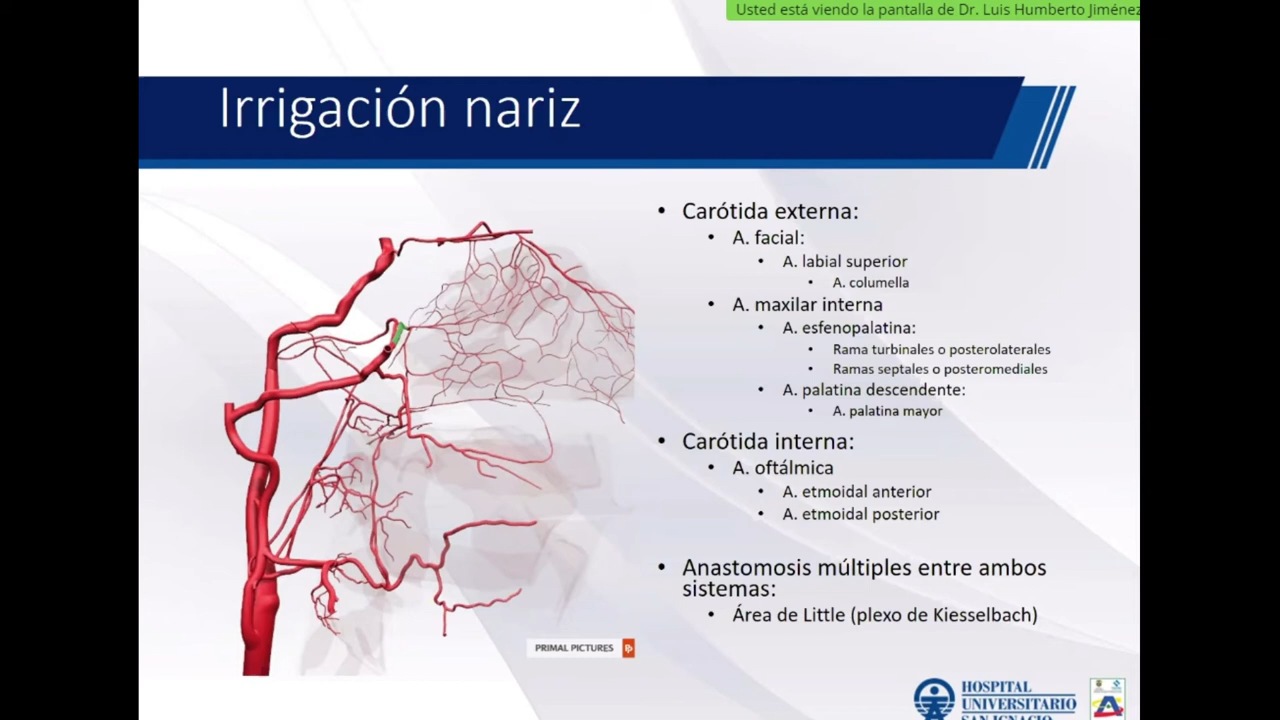 Usted está viendo la pantalla de Dr. Luis Humberto Jiménez
Irrigación nariz
• Carótida externa:
• A. facial:
• A. labial superior
• A. columella
• A. maxilar interna
• A. esfenopalatina:
• Rama turbinales o posterolaterales
• Ramas septales o posteromediales
• A. palatina descendente:
• A. palatina mayor
• Carótida interna:
• A. oftálmica
• A. etmoidal anterior
• A. etmoidal posterior
• Anastomosis múltiples entre ambos
sistemas:
• Área de Little (plexo de Kiesselbach)
PRIMAL PICTURES
HOSPITAL
UNIVERSITARIO
SAN IGNACIO